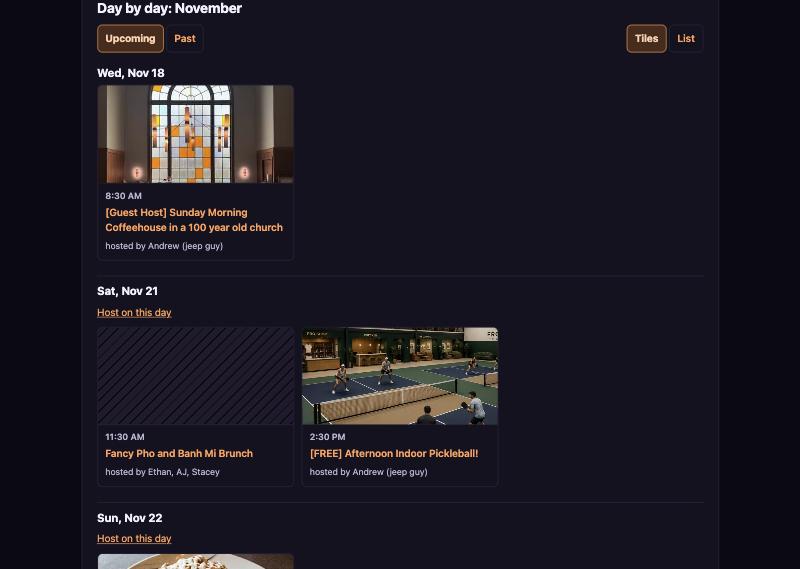 Day by day: November
Upcoming
Past
Tiles
List
Wed, Nov 18
8:30 AM
[Guest Host] Sunday Morning
Coffeehouse in a 100 year old church
hosted by Andrew (jeep guy)
Sat, Nov 21
Host on this day
11:30 AM
Fancy Pho and Banh Mi Brunch
hosted by Ethan, AJ, Stacey
2:30 PM
[FREE] Afternoon Indoor Pickleball!
hosted by Andrew (jeep guy)
Sun, Nov 22
Host on this day